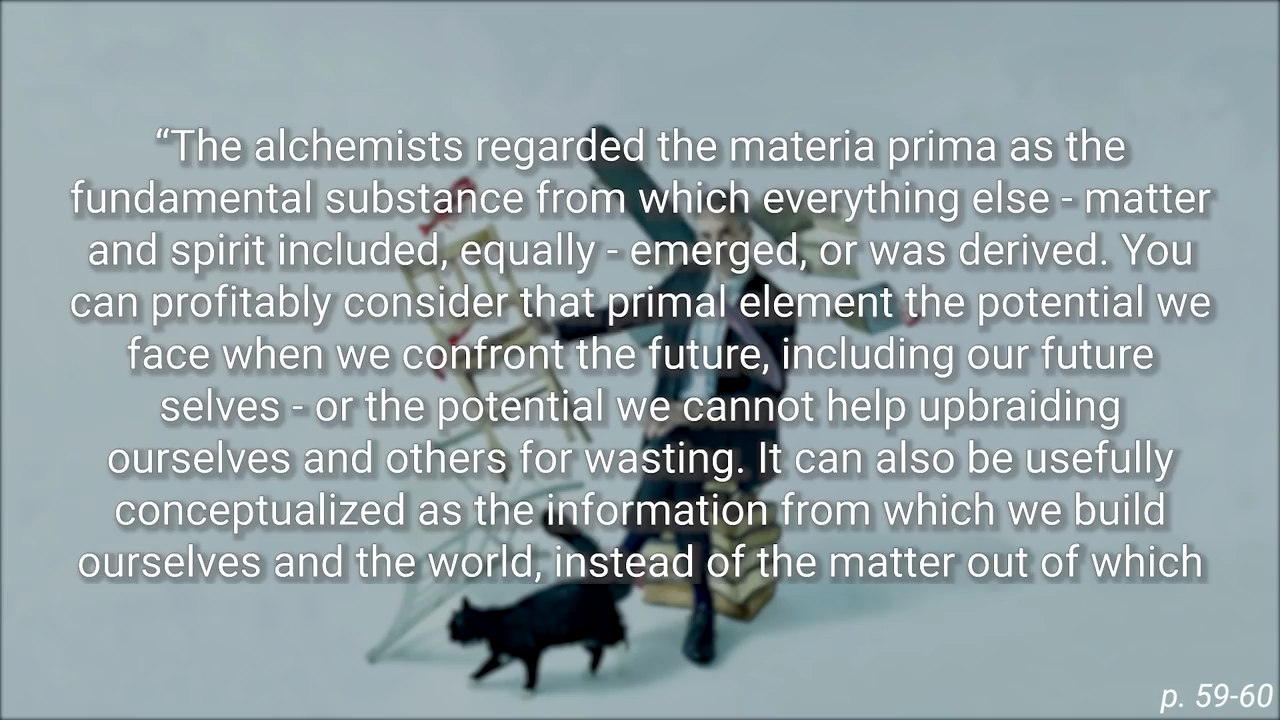 “The alchemists regarded the materia prima as the
fundamental substance from which everything else - matter
and spirit included, equally - emerged, or was derived. You
can profitably consider that primal element the potential we
face when we confront the future, including our future
selves - or the potential we cannot help upbraiding
ourselves and others for wasting. It can also be usefully
conceptualized as the information from which we build
ourselves and the world, instead of the matter out of which
p. 59-60